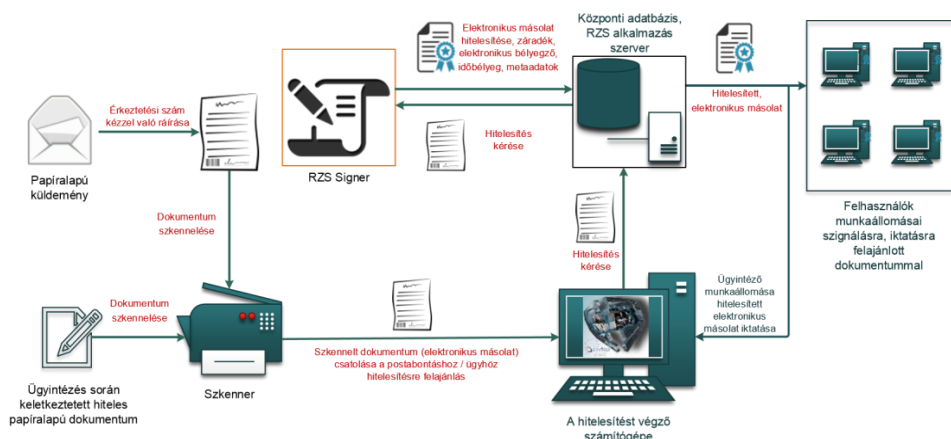 Elektronikus másolat
hitelesítése, záradék,
elektronikus bélyegző,
időbélyeg, metaadatok
Központi adatbázis,
RZS alkalmazás
szerver
Érkeztetési szám
kézzel való ráírása
Hitelesített,
elektronikus másolat
Papíralapú
küldemény
RZS Signer
Hitelesítés
kérése
Felhasználók
munkaállomásai
szignálásra, iktatásra
felajánlott
dokumentummal
Dokumentum
szkennelése
Hitelesítés
kérése
Ügyintéző
munkaállomása
hitelesített
elektronikus
másolat iktatása
Dokumentum
szkennelése
Szkennelt dokumentum (elektronikus másolat)
csatolása a postabontáshoz / ügyhöz
hitelesítésre felajánlás
Ügyintézés során
keletkeztetett hiteles
papíralapú dokumentum
Szkenner
A hitelesítést végző
számítógépe